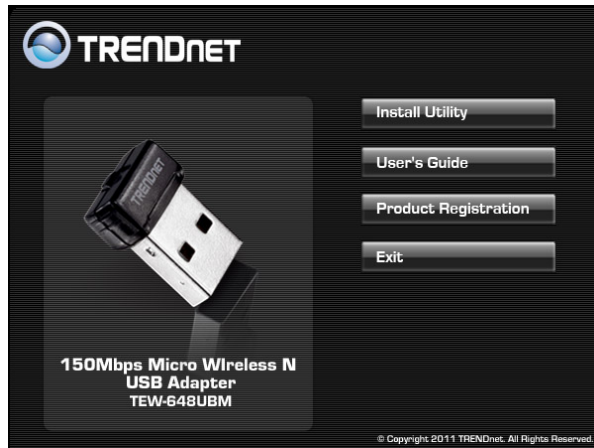 TRENDNET
Install Utility
User's Guide
Product Registration
Exit
TRENDNET
150Mbps Micro WIreless N
USB Adapter
TEW-648UBM
© Copyright 2011 TRENDnet. All Rights Reserved.